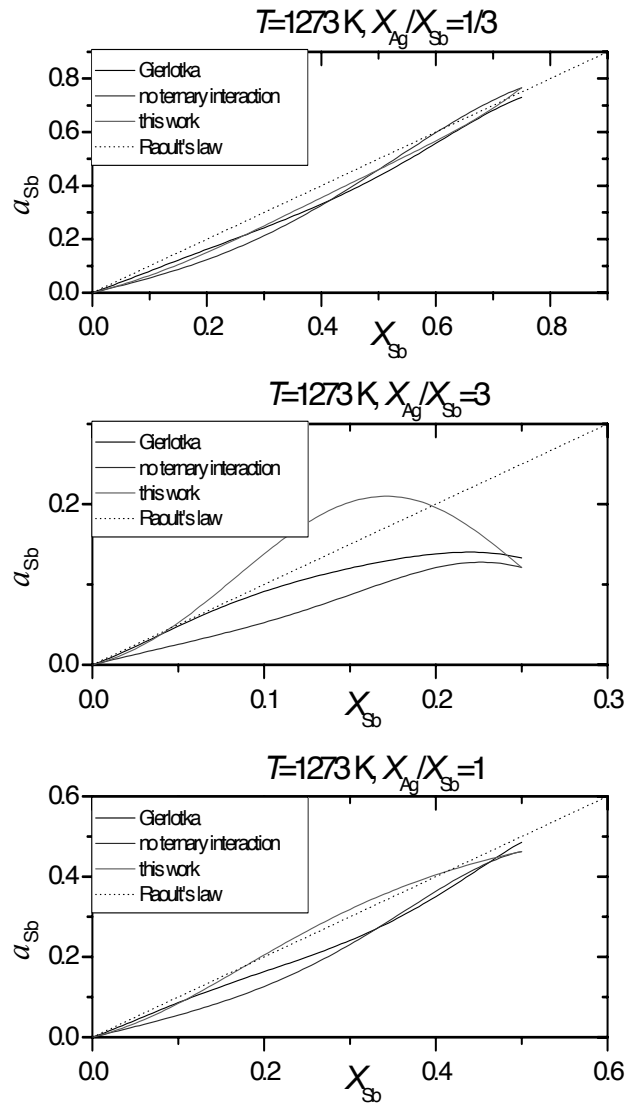 T=1273 K, X_Ag/X_Sb=1/3
Gierlotka
no ternary interaction
this work
Raoult's law
a_Sb
0.8
0.6
0.4
0.2
0.0
0.0 0.2 0.4 0.6 0.8
X_Sb
T=1273 K, X_Ag/X_Sb=3
Gierlotka
no ternary interaction
this work
Raoult's law
a_Sb
0.2
0.0
0.0 0.1 0.2 0.3
X_Sb
T=1273 K, X_Ag/X_Sb=1
Gierlotka
no ternary interaction
this work
Raoult's law
a_Sb
0.6
0.4
0.2
0.0
0.0 0.2 0.4 0.6
X_Sb